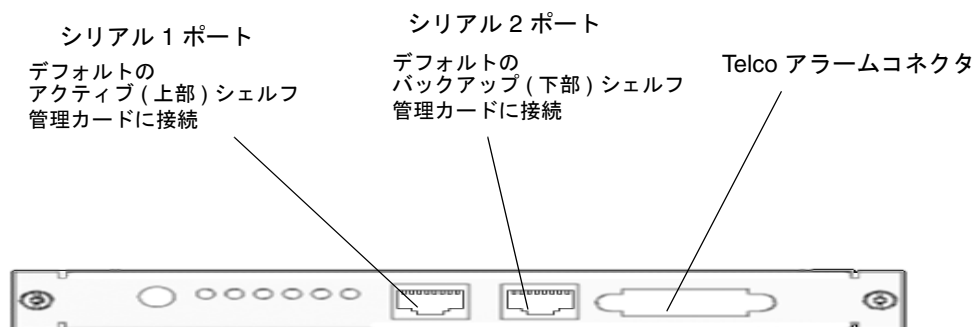 シリアル 1 ポート
デフォルトの
アクティブ ( 上部 ) シェルフ
管理カードに接続
シリアル 2 ポート
デフォルトの
バックアップ ( 下部 ) シェルフ
管理カードに接続
Telco アラームコネクタ